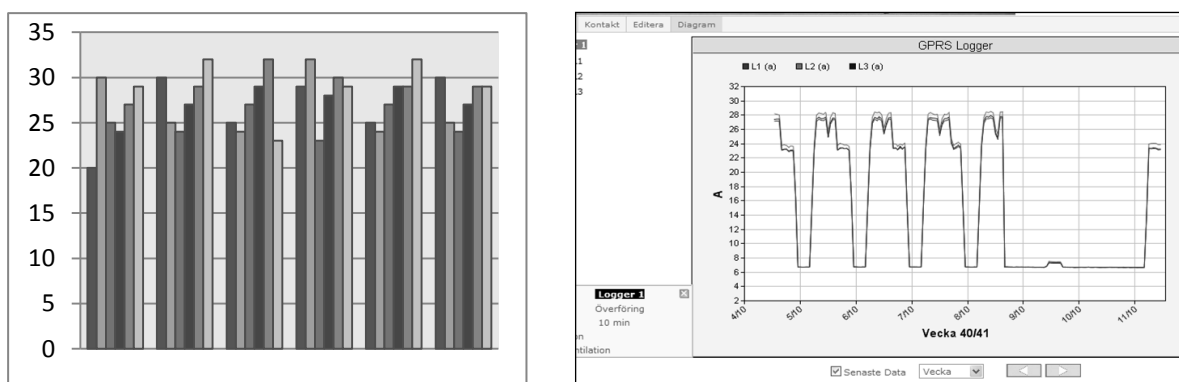 35
30
25
20
15
10
5
0
Kontakt Editera Diagram
r 1
L1
L2
L3
GPRS Logger
L1 (a) L2 (a) L3 (a)
32
30
28
26
24
22
20
18
16
14
12
10
8
6
4
2
A
4/10 5/10 6/10 7/10 8/10 9/10 10/10 11/10
Vecka 40/41
Logger 1
Överföring
10 min
on
ntilation
Senaste Data Vecka